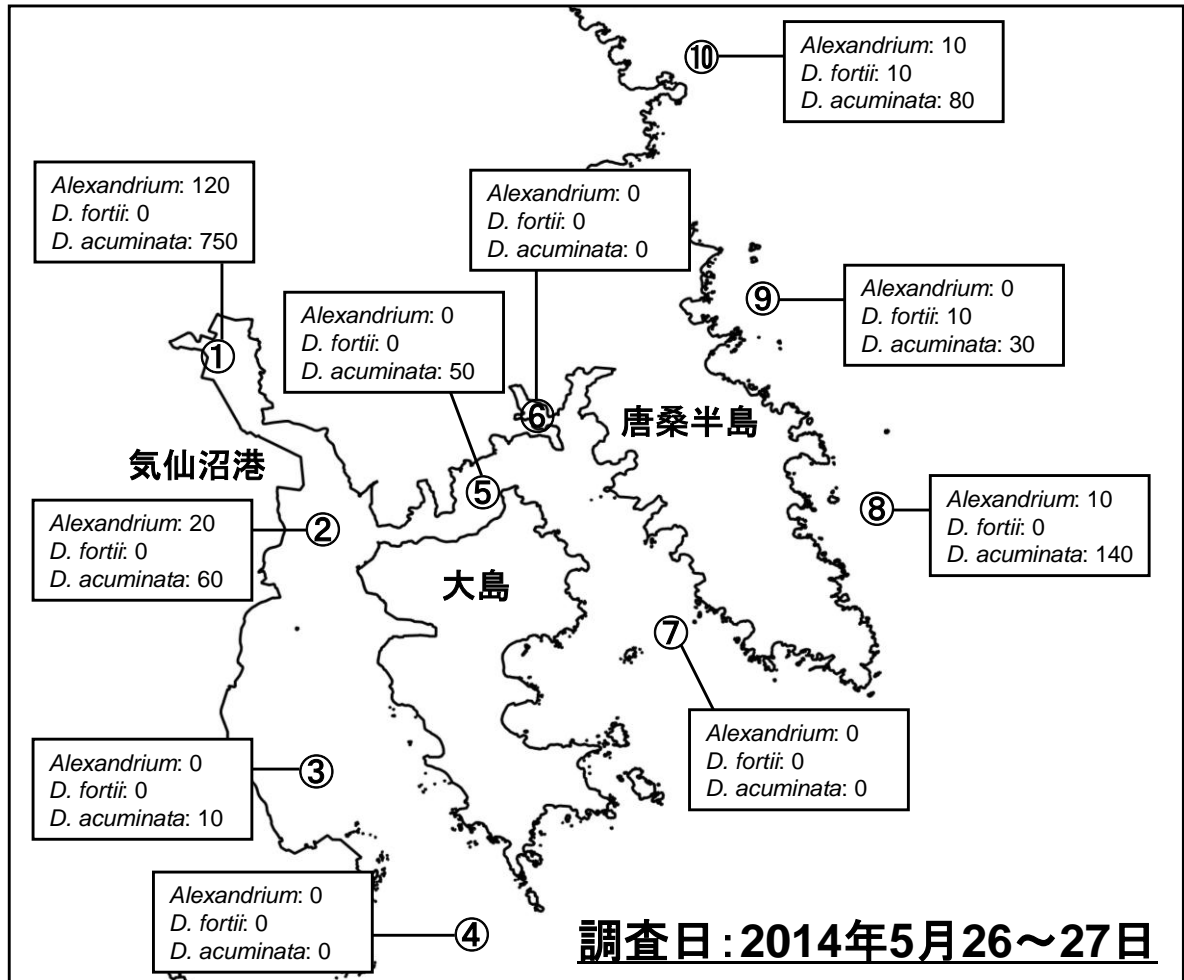 ⑩
Alexandrium: 10
D. fortii: 10
D. acuminata: 80
Alexandrium: 120
D. fortii: 0
D. acuminata: 750
①
Alexandrium: 0
D. fortii: 0
D. acuminata: 0
⑥
Alexandrium: 0
D. fortii: 0
D. acuminata: 50
⑤
⑨
Alexandrium: 0
D. fortii: 10
D. acuminata: 30
唐桑半島
気仙沼港
Alexandrium: 20
D. fortii: 0
D. acuminata: 60
②
⑧
Alexandrium: 10
D. fortii: 0
D. acuminata: 140
大島
⑦
Alexandrium: 0
D. fortii: 0
D. acuminata: 0
Alexandrium: 0
D. fortii: 0
D. acuminata: 10
③
Alexandrium: 0
D. fortii: 0
D. acuminata: 0
④
調査日:2014年5月26～27日